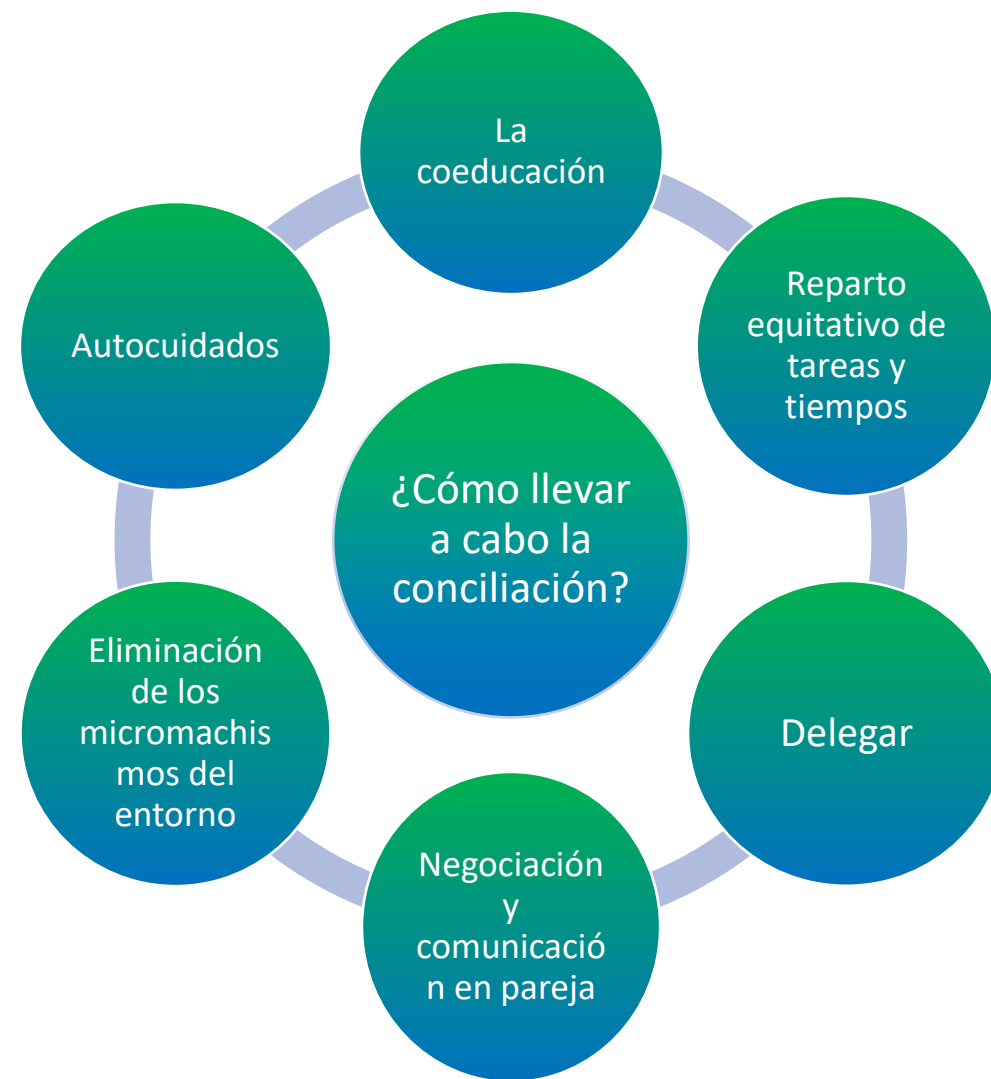 La
coeducación
Reparto
equitativo de
tareas y
tiempos
Delegar
Negociación
y
comunicació
n en pareja
Eliminación
de los
micromachis
mos del
entorno
Autocuidados
¿Cómo llevar
a cabo la
conciliación?